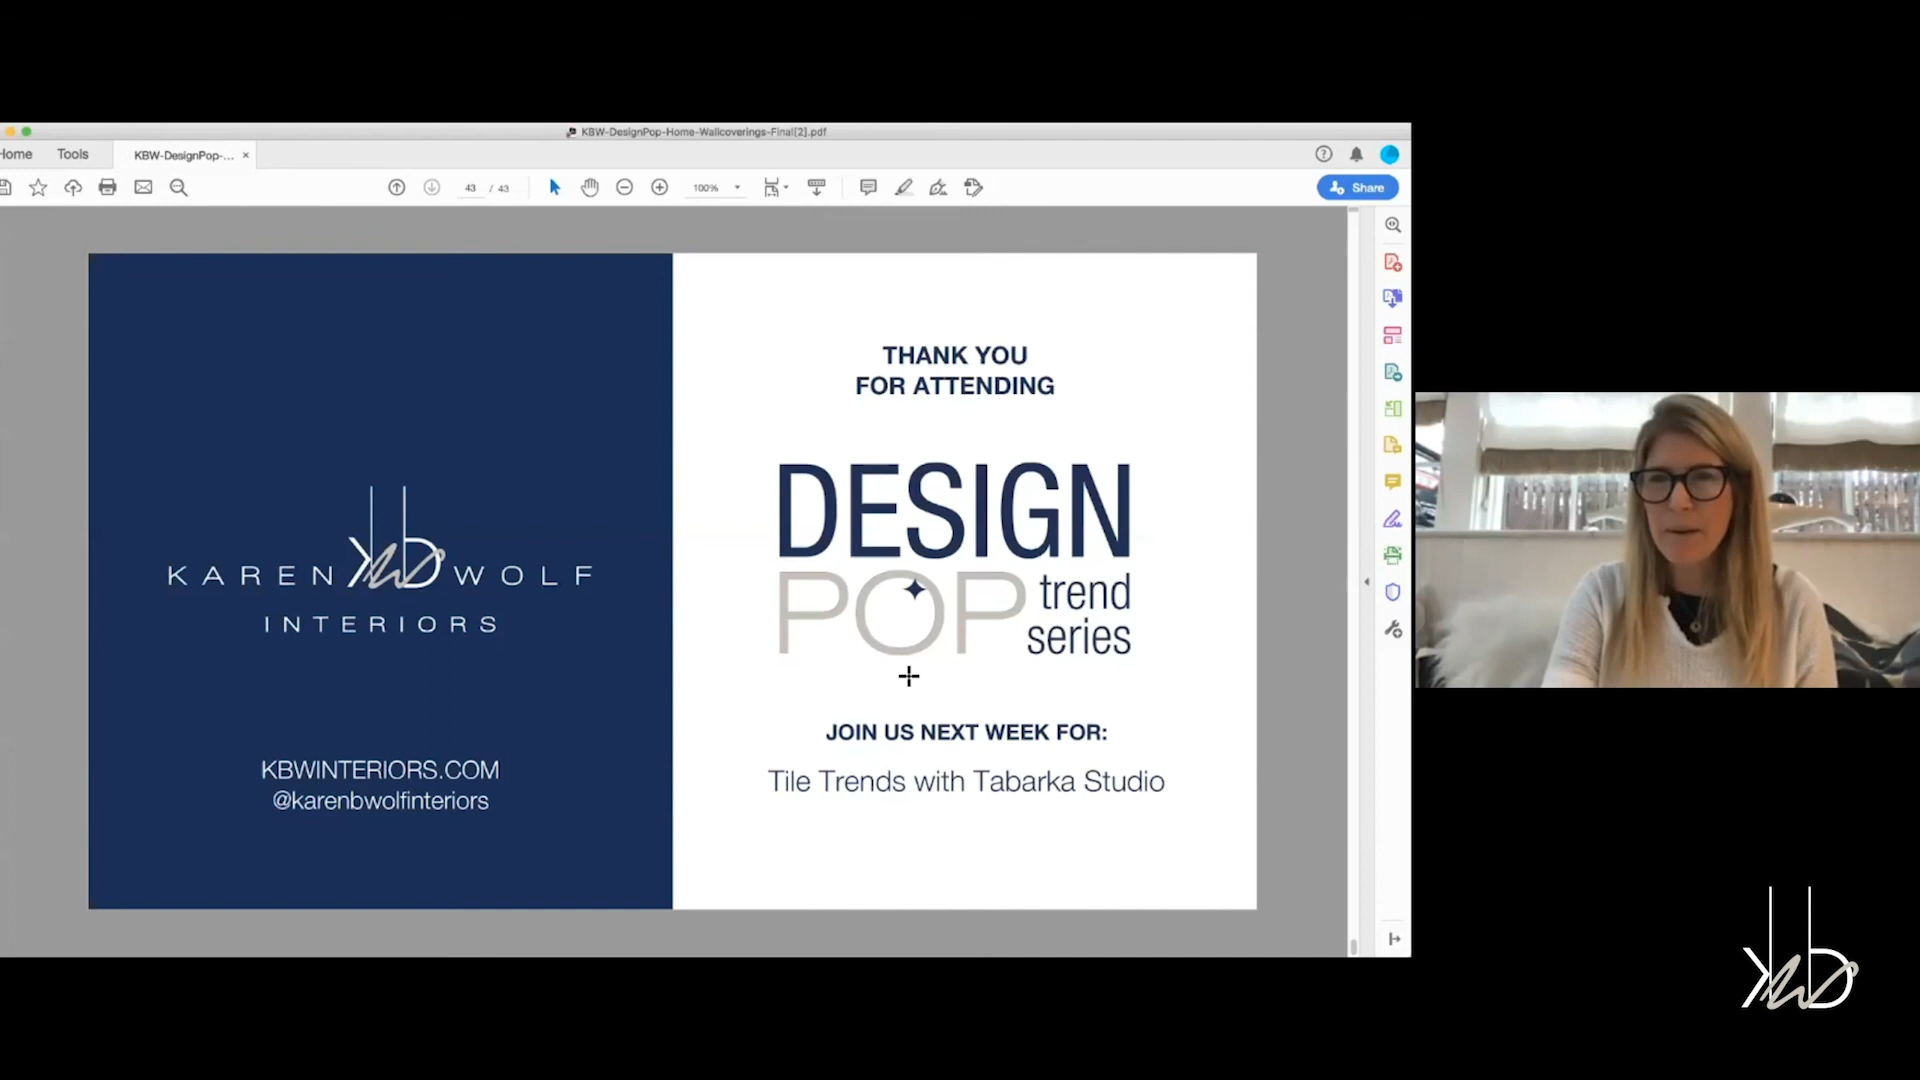 KBW-DesignPop-Home-Wallcoverings-Final[2].pdf
Home
Tools
KBW-DesignPop-... ×
43 / 43
100%
Share
THANK YOU
FOR ATTENDING
DESIGN
POP trend
series
KAREN kbw WOLF
INTERIORS
JOIN US NEXT WEEK FOR:
KBWINTERIORS.COM
Tile Trends with Tabarka Studio
@karenbwolfinteriors
kbw